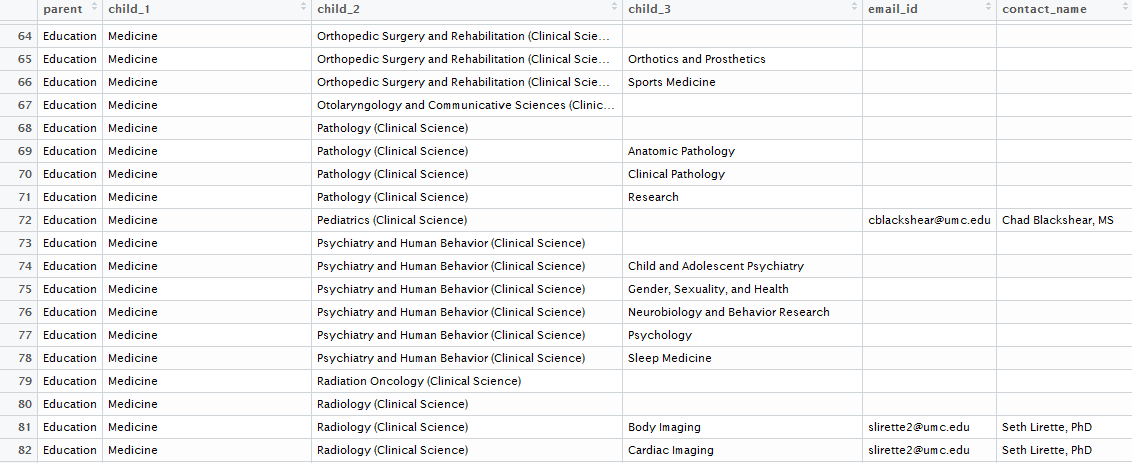 parent child_1 child_2 child_3 email_id contact_name
64 Education Medicine Orthopedic Surgery and Rehabilitation (Clinical Scie...
65 Education Medicine Orthopedic Surgery and Rehabilitation (Clinical Scie... Orthotics and Prosthetics
66 Education Medicine Orthopedic Surgery and Rehabilitation (Clinical Scie... Sports Medicine
67 Education Medicine Otolaryngology and Communicative Sciences (Clinic...
68 Education Medicine Pathology (Clinical Science)
69 Education Medicine Pathology (Clinical Science) Anatomic Pathology
70 Education Medicine Pathology (Clinical Science) Clinical Pathology
71 Education Medicine Pathology (Clinical Science) Research
72 Education Medicine Pediatrics (Clinical Science) cblackshear@umc.edu Chad Blackshear, MS
73 Education Medicine Psychiatry and Human Behavior (Clinical Science)
74 Education Medicine Psychiatry and Human Behavior (Clinical Science) Child and Adolescent Psychiatry
75 Education Medicine Psychiatry and Human Behavior (Clinical Science) Gender, Sexuality, and Health
76 Education Medicine Psychiatry and Human Behavior (Clinical Science) Neurobiology and Behavior Research
77 Education Medicine Psychiatry and Human Behavior (Clinical Science) Psychology
78 Education Medicine Psychiatry and Human Behavior (Clinical Science) Sleep Medicine
79 Education Medicine Radiation Oncology (Clinical Science)
80 Education Medicine Radiology (Clinical Science)
81 Education Medicine Radiology (Clinical Science) Body Imaging slirette2@umc.edu Seth Lirette, PhD
82 Education Medicine Radiology (Clinical Science) Cardiac Imaging slirette2@umc.edu Seth Lirette, PhD